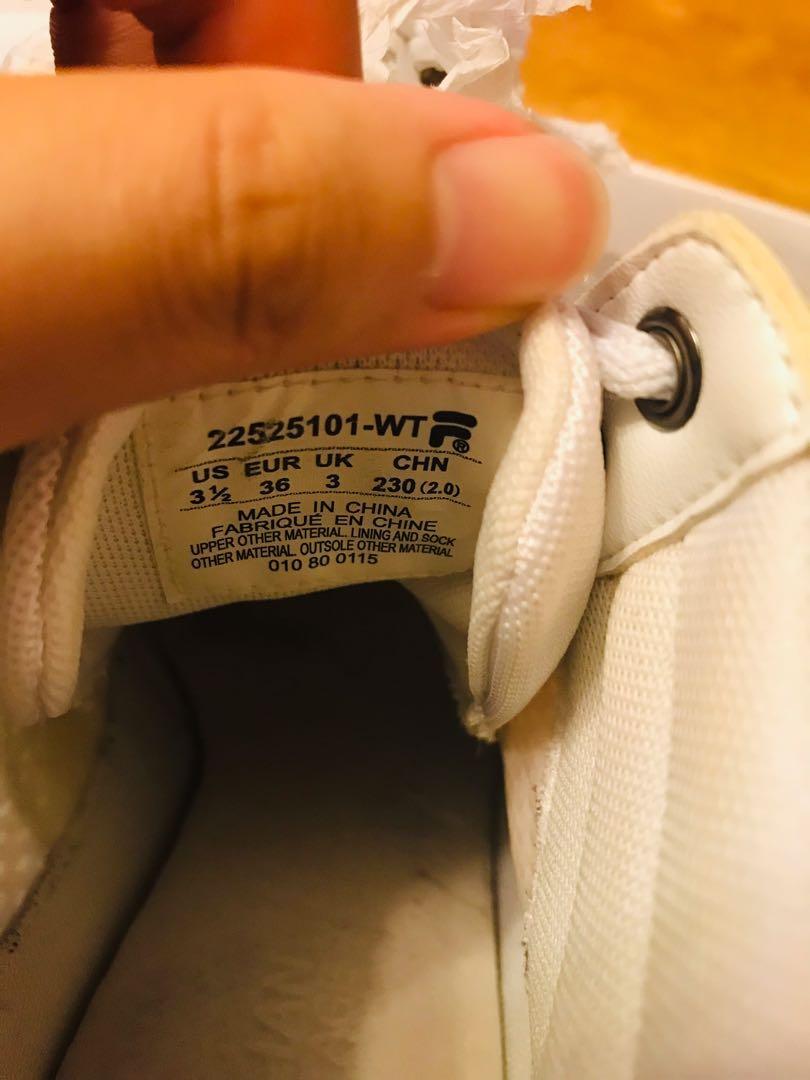 22525101-WT F®
US EUR UK CHN
3½ 36 3 230 (2.0)
MADE IN CHINA
FABRIQUÉ EN CHINE
UPPER OTHER MATERIAL. LINING AND SOCK
OTHER MATERIAL. OUTSOLE OTHER MATERIAL
010 80 0115